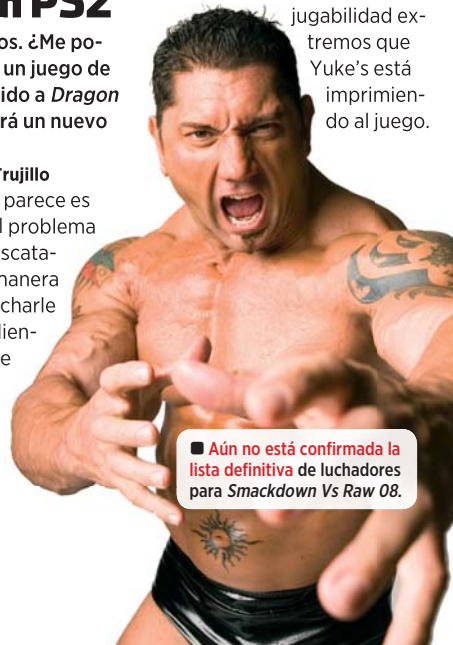 n PS2
os. ¿Me po-
un juego de
ido a Dragon
rá un nuevo
Trujillo
parece es
l problema
scata-
manera
charle
dien-
e
jugabilidad ex-
tremos que
Yuke's está
imprimien-
do al juego.
Aún no está confirmada la
lista definitiva de luchadores
para Smackdown Vs Raw 08.